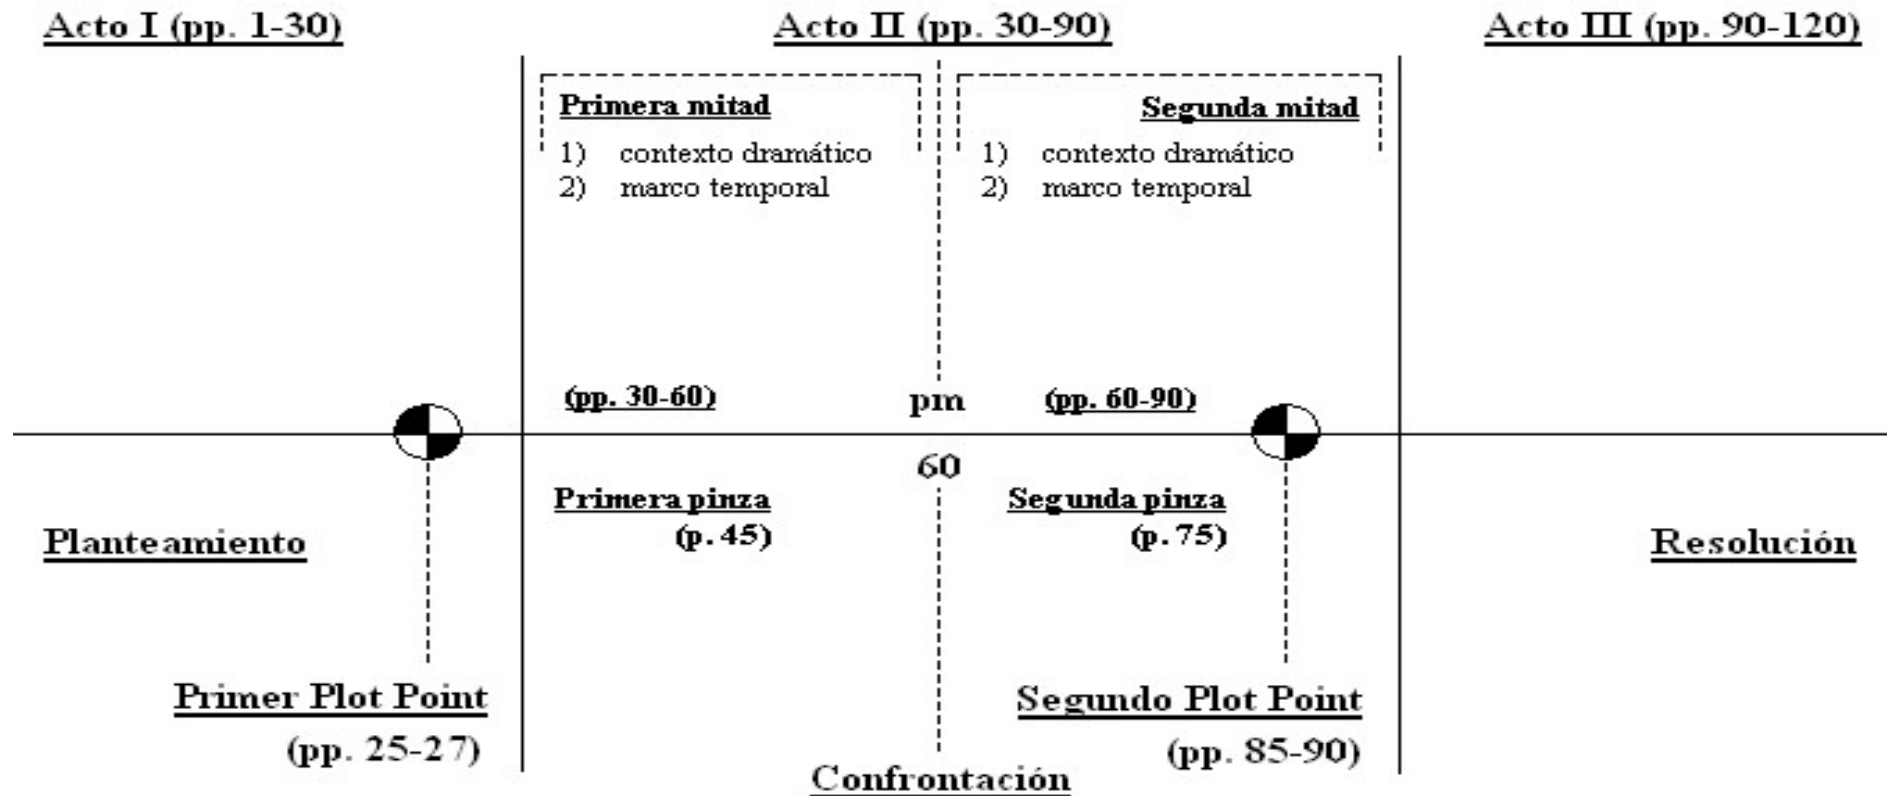 Acto I (pp. 1-30)
Acto II (pp. 30-90)
Acto III (pp. 90-120)
Primera mitad
1) contexto dramático
2) marco temporal
Segunda mitad
1) contexto dramático
2) marco temporal
(pp. 30-60)
pm
(pp. 60-90)
60
Primera pinza
(p. 45)
Segunda pinza
(p. 75)
Planteamiento
Resolución
Primer Plot Point
(pp. 25-27)
Segundo Plot Point
(pp. 85-90)
Confrontación